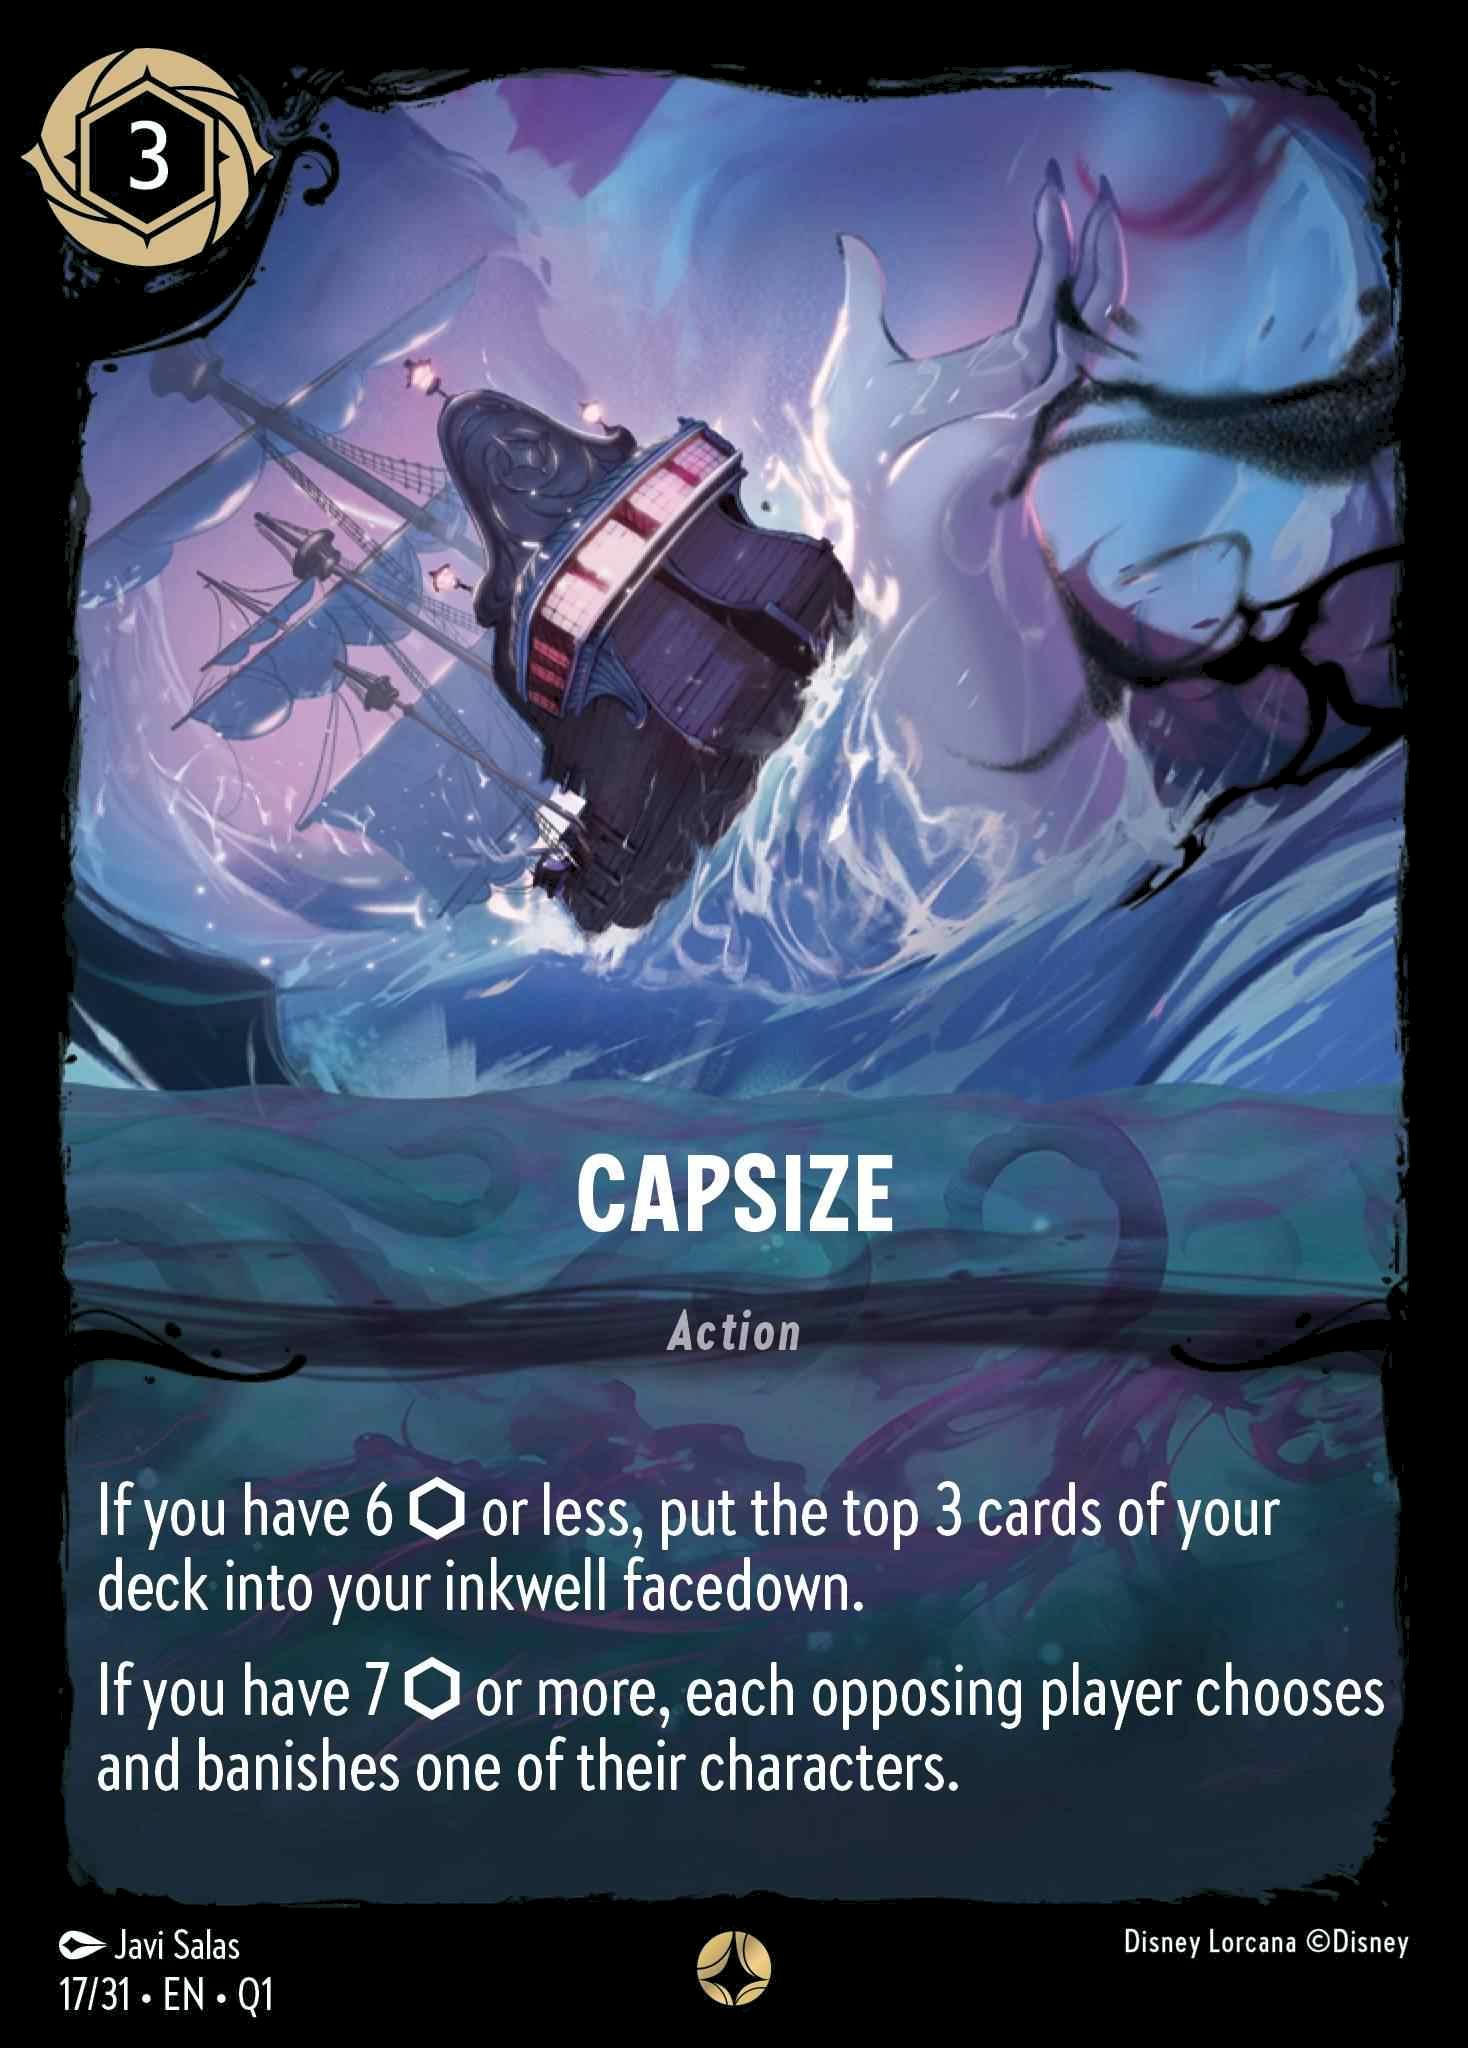 3
CAPSIZE
Action
If you have 6 ⬡ or less, put the top 3 cards of your
deck into your inkwell facedown.
If you have 7 ⬡ or more, each opposing player chooses
and banishes one of their characters.
Javi Salas
Disney Lorcana ©Disney
17/31 • EN • Q1